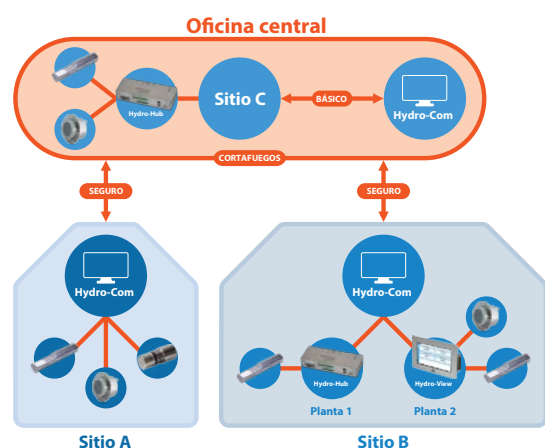 Oficina central
Hydro-Hub
Sitio C
BÁSICO
Hydro-Com
CORTAFUEGOS
SEGURO
SEGURO
Hydro-Com
Hydro-Com
Hydro-Hub
Hydro-View
Planta 1
Planta 2
Sitio A
Sitio B